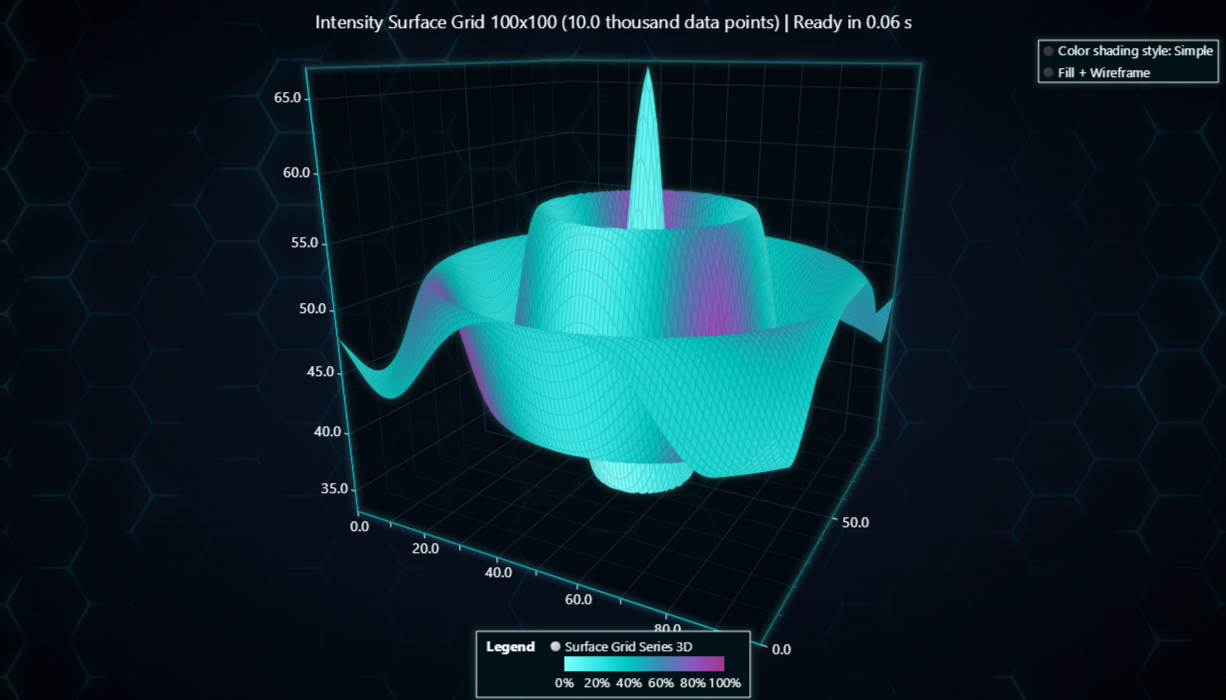 Intensity Surface Grid 100x100 (10.0 thousand data points) | Ready in 0.06 s
Color shading style: Simple
Fill + Wireframe
65.0
60.0
55.0
50.0
45.0
40.0
35.0
0.0
20.0
40.0
60.0
80.0
50.0
0.0
Legend Surface Grid Series 3D
0% 20% 40% 60% 80% 100%